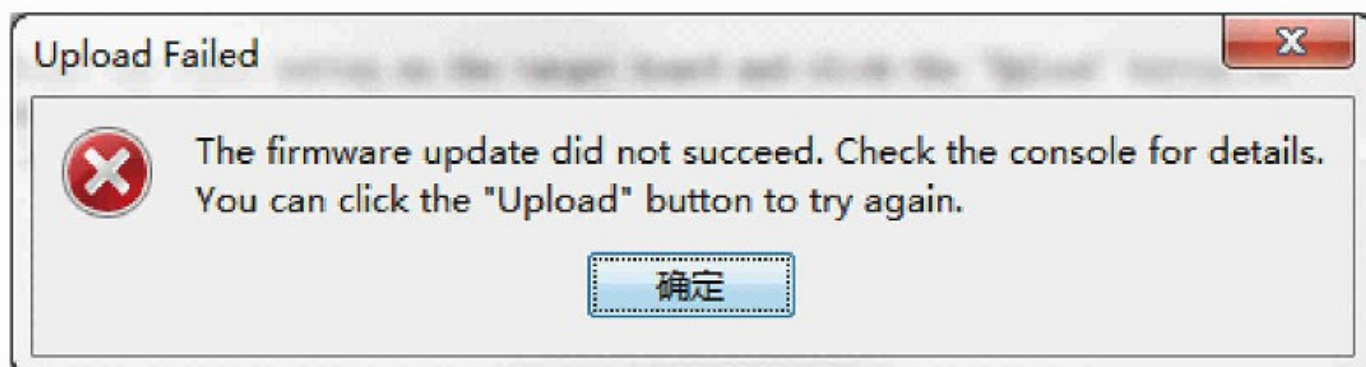 Upload Failed
The firmware update did not succeed. Check the console for details.
You can click the "Upload" button to try again.
确定